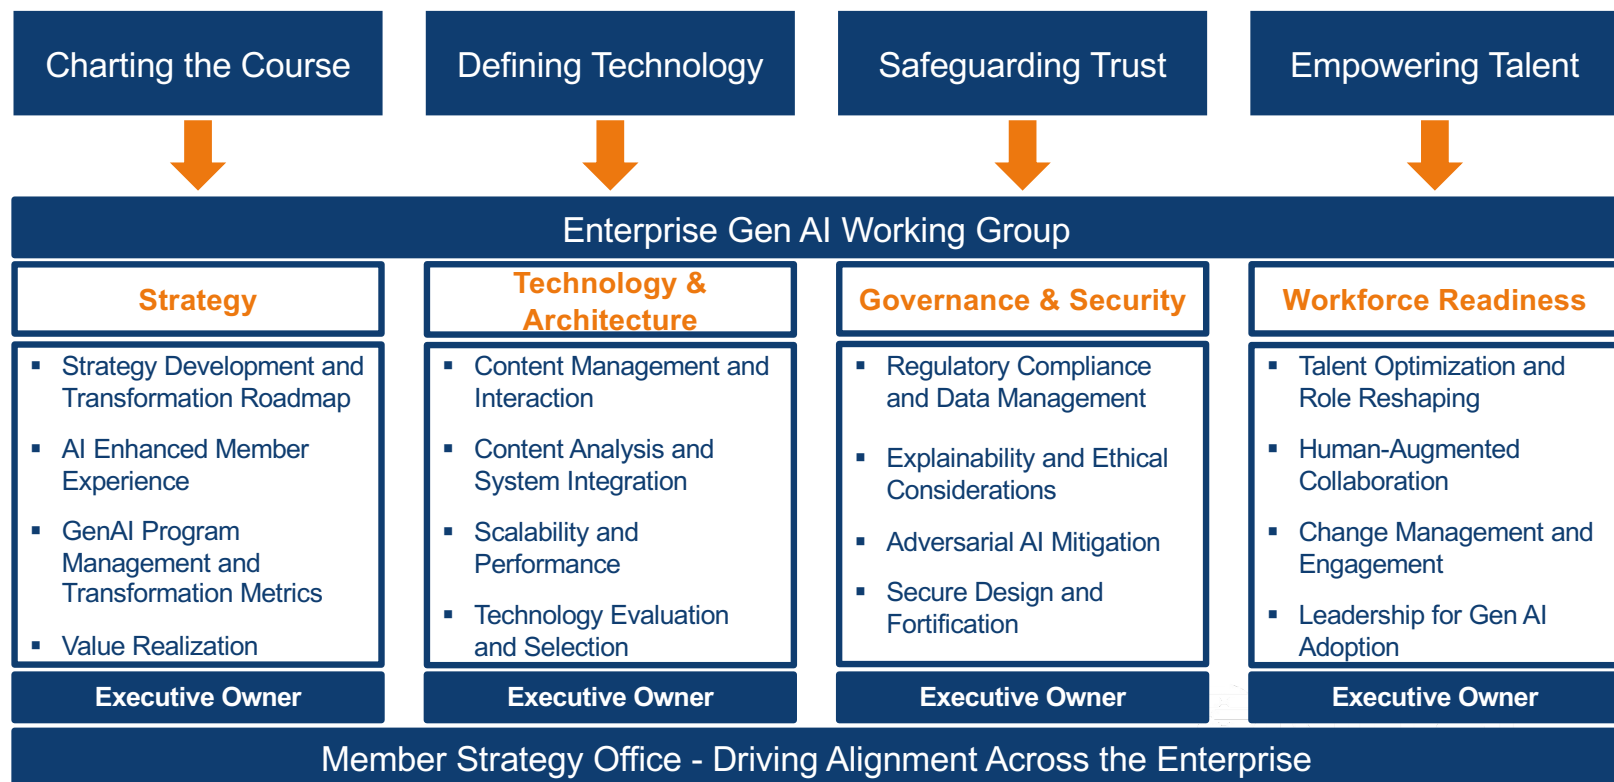 Charting the Course
Defining Technology
Safeguarding Trust
Empowering Talent
Enterprise Gen AI Working Group
Strategy
▪ Strategy Development and
Transformation Roadmap
▪ AI Enhanced Member
Experience
▪ GenAI Program
Management and
Transformation Metrics
▪ Value Realization
Executive Owner
Technology &
Architecture
▪ Content Management and
Interaction
▪ Content Analysis and
System Integration
▪ Scalability and
Performance
▪ Technology Evaluation
and Selection
Executive Owner
Governance & Security
▪ Regulatory Compliance
and Data Management
▪ Explainability and Ethical
Considerations
▪ Adversarial AI Mitigation
▪ Secure Design and
Fortification
Executive Owner
Workforce Readiness
▪ Talent Optimization and
Role Reshaping
▪ Human-Augmented
Collaboration
▪ Change Management and
Engagement
▪ Leadership for Gen AI
Adoption
Executive Owner
Member Strategy Office - Driving Alignment Across the Enterprise